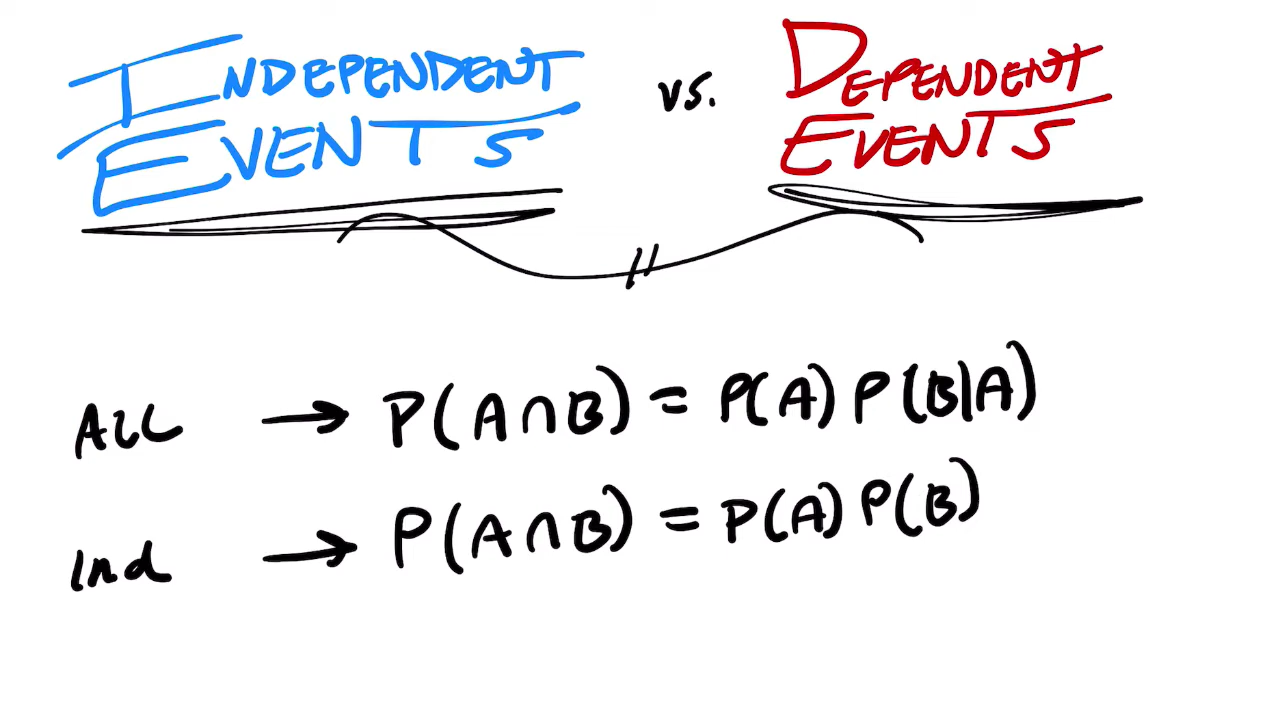 INDEPENDENT EVENTS vs. DEPENDENT EVENTS
ALL → P(A∩B) = P(A) P(B|A)
Ind → P(A∩B) = P(A) P(B)